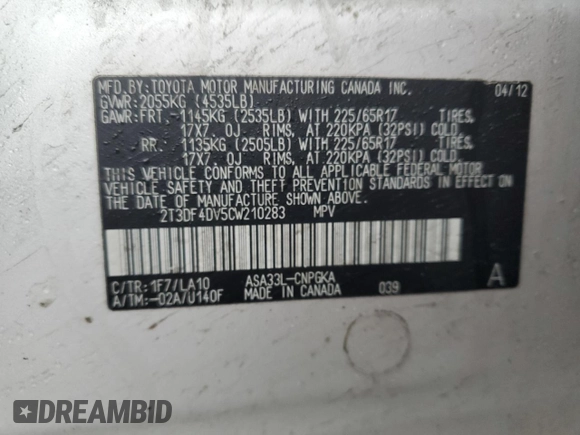 MFD. BY: TOYOTA MOTOR MANUFACTURING CANADA INC. 04/12
GVWR: 2055KG (4535LB)
GAWR: FRT. 1145KG (2535LB) WITH 225/65R17 TIRES,
17X7.0J RIMS, AT 220KPA (32PSI) COLD.
RR. 1135KG (2505LB) WITH 225/65R17 TIRES,
17X7.0J RIMS, AT 220KPA (32PSI) COLD.
THIS VEHICLE CONFORMS TO ALL APPLICABLE FEDERAL MOTOR
VEHICLE SAFETY AND THEFT PREVENTION STANDARDS IN EFFECT ON
THE DATE OF MANUFACTURE SHOWN ABOVE.
2T3DF4DV5CW210283 MPV
C/TR: 1F7/LA10 ASA33L-CNPGKA A
A/TM: -02A/U140F MADE IN CANADA 039
DREAMBID